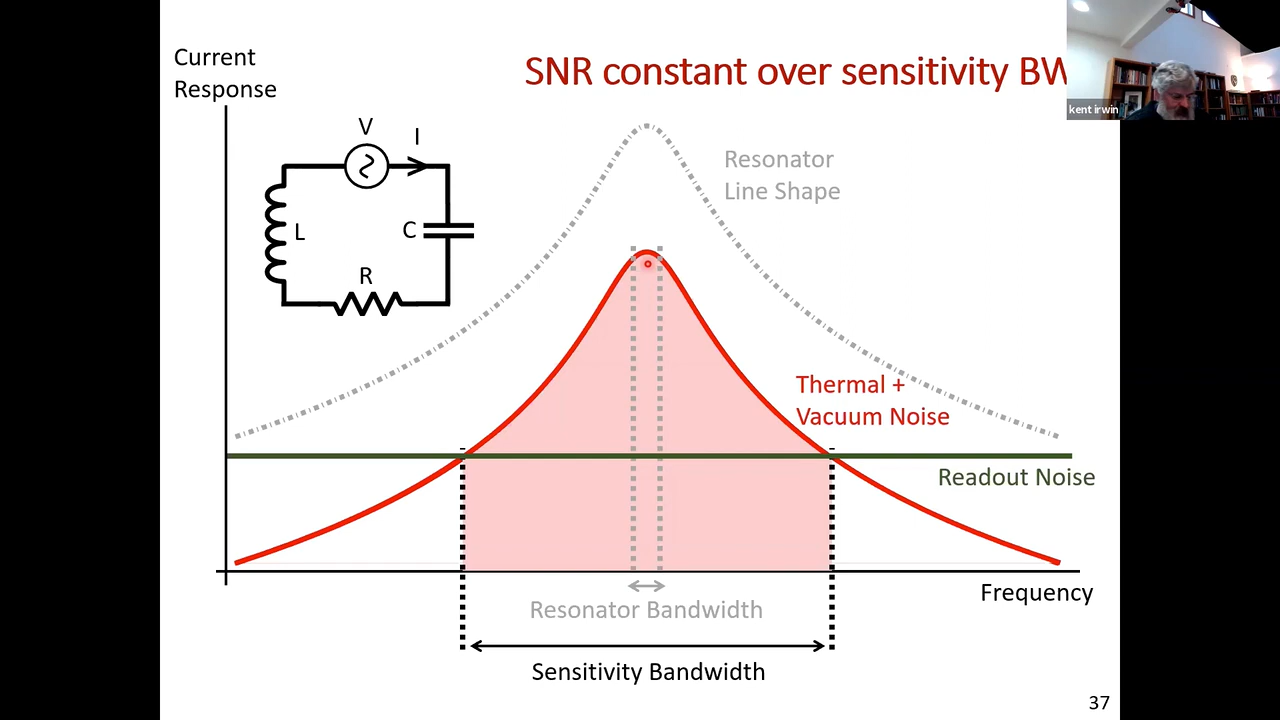 Current
Response
SNR constant over sensitivity BW
kent irwin
V
I
L
C
R
Resonator
Line Shape
Thermal +
Vacuum Noise
Readout Noise
Frequency
Resonator Bandwidth
Sensitivity Bandwidth
37